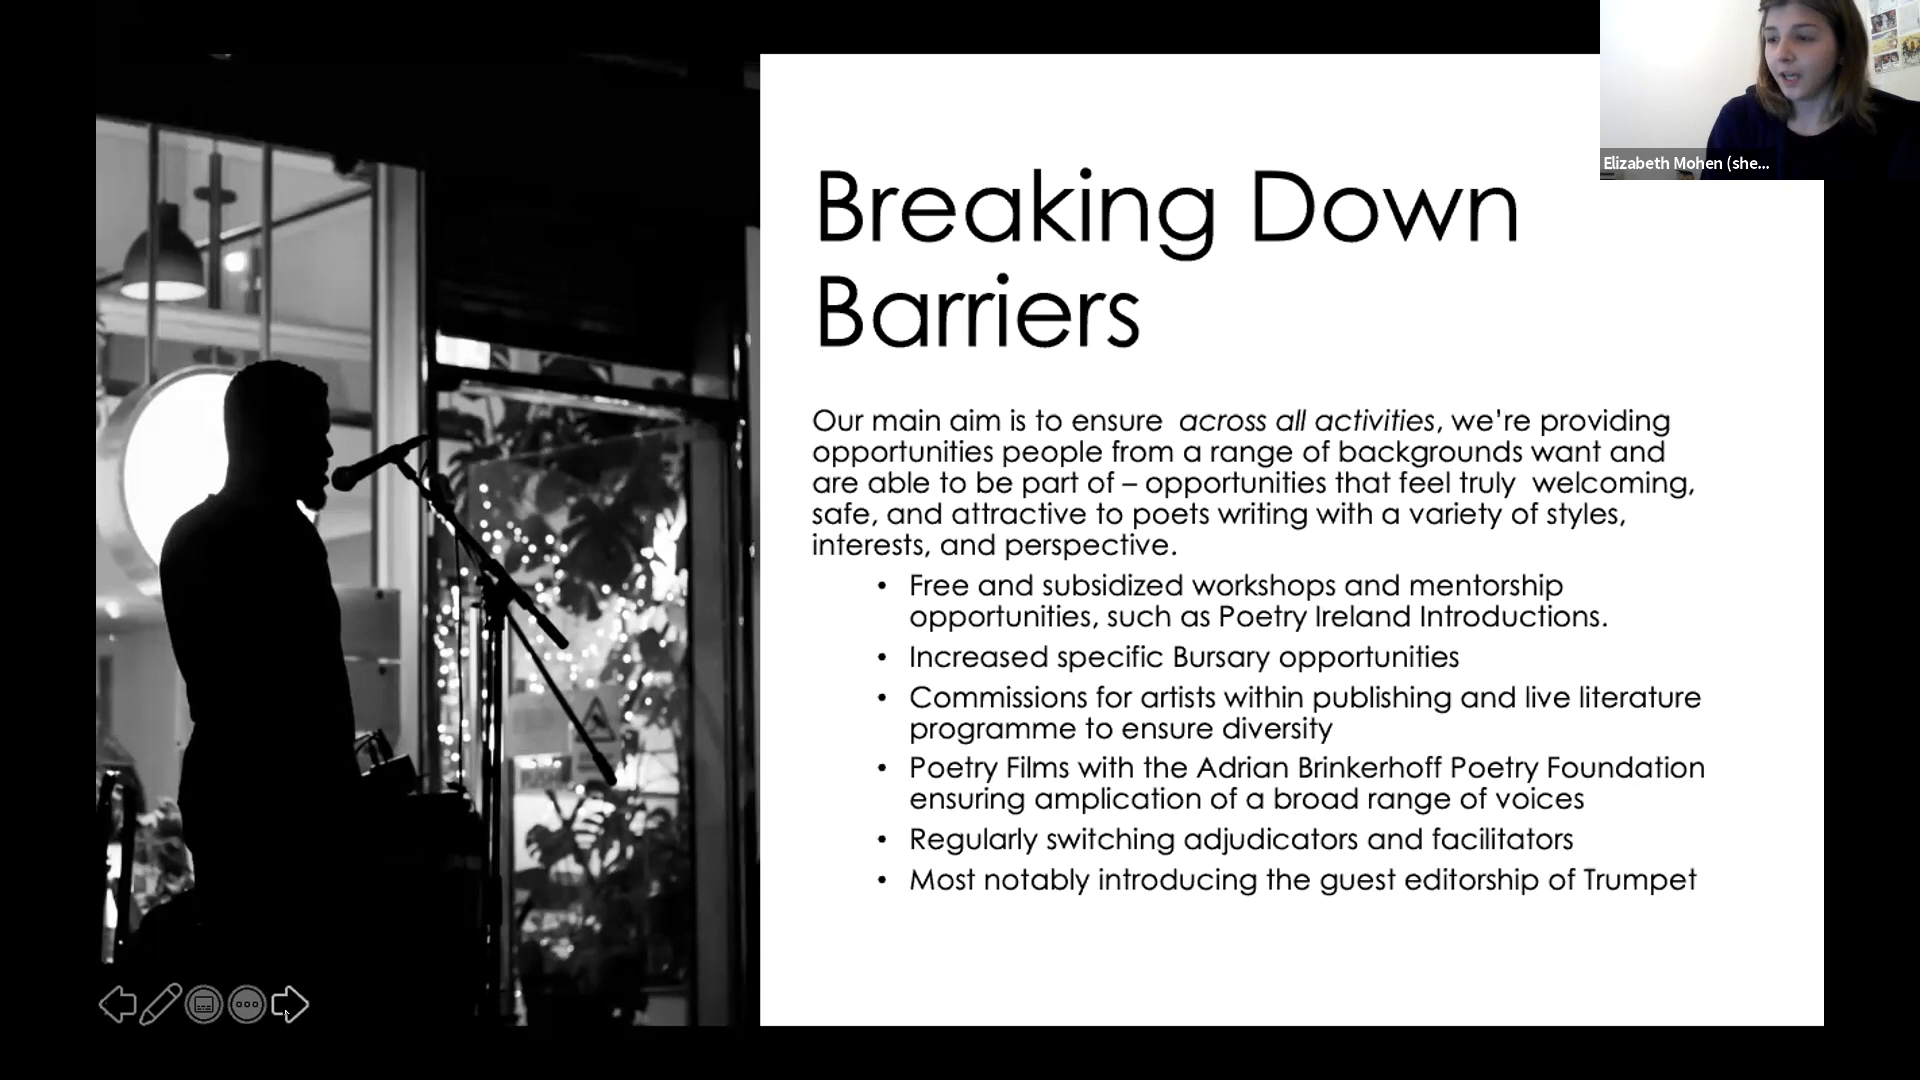 Elizabeth Mohen (she...
Breaking Down
Barriers
Our main aim is to ensure across all activities, we're providing
opportunities people from a range of backgrounds want and
are able to be part of – opportunities that feel truly welcoming,
safe, and attractive to poets writing with a variety of styles,
interests, and perspective.
• Free and subsidized workshops and mentorship
opportunities, such as Poetry Ireland Introductions.
• Increased specific Bursary opportunities
• Commissions for artists within publishing and live literature
programme to ensure diversity
• Poetry Films with the Adrian Brinkerhoff Poetry Foundation
ensuring amplication of a broad range of voices
• Regularly switching adjudicators and facilitators
• Most notably introducing the guest editorship of Trumpet